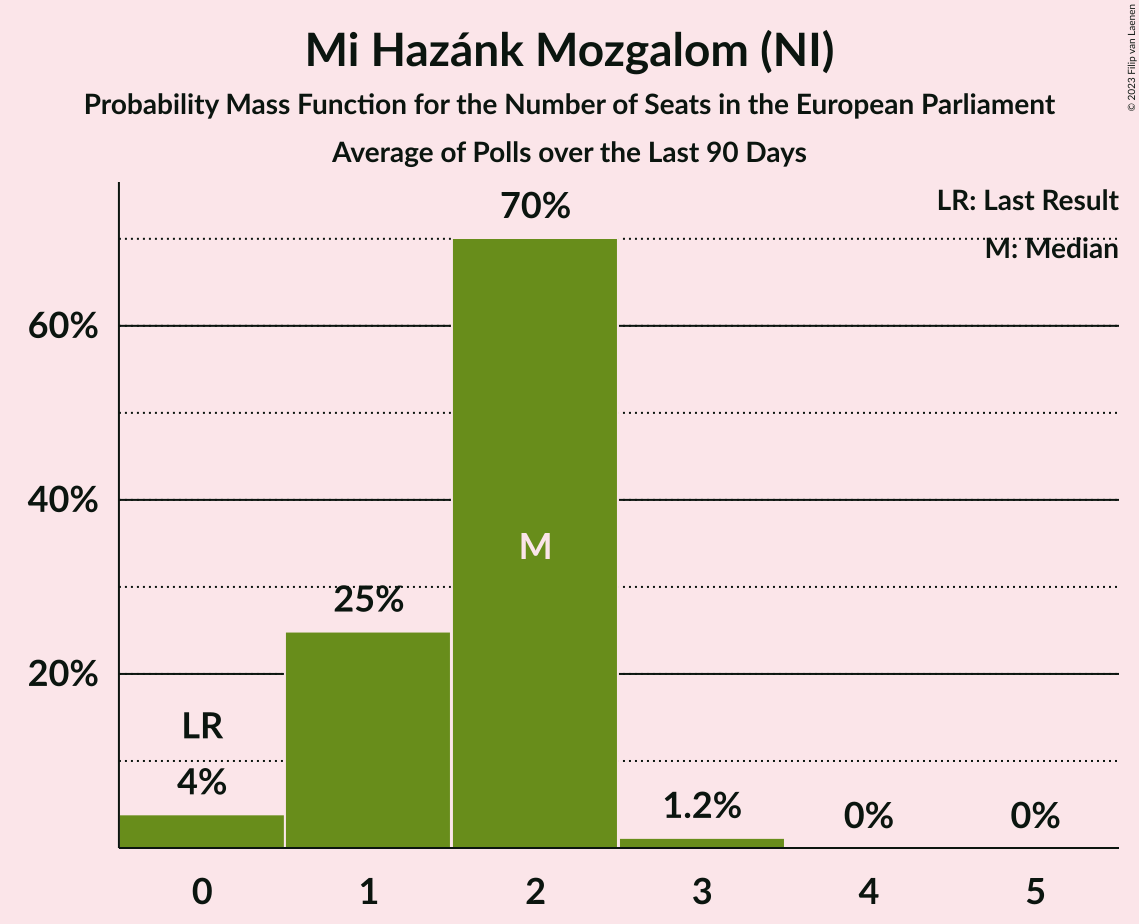 Mi Hazánk Mozgalom (NI)
Probability Mass Function for the Number of Seats in the European Parliament
Average of Polls over the Last 90 Days
© 2023 Filip van Laenen
LR: Last Result
M: Median
70%
60%
40%
M
25%
20%
LR
4%
1.2%
0%
0%
0 1 2 3 4 5